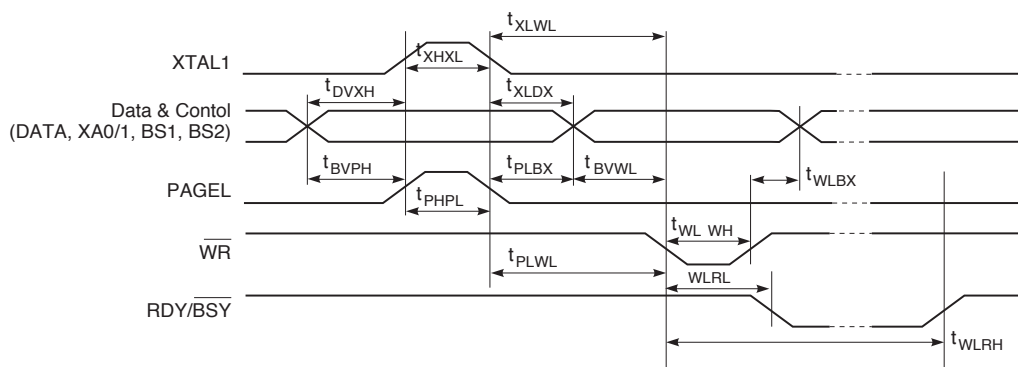 tXLWL
XTAL1
tXHXL
tDVXH
tXLDX
Data & Contol
(DATA, XA0/1, BS1, BS2)
tBVPH
tPLBX
tBVWL
tWLBX
PAGEL
tPHPL
tWL WH
WR
tPLWL
WLRL
RDY/BSY
tWLRH